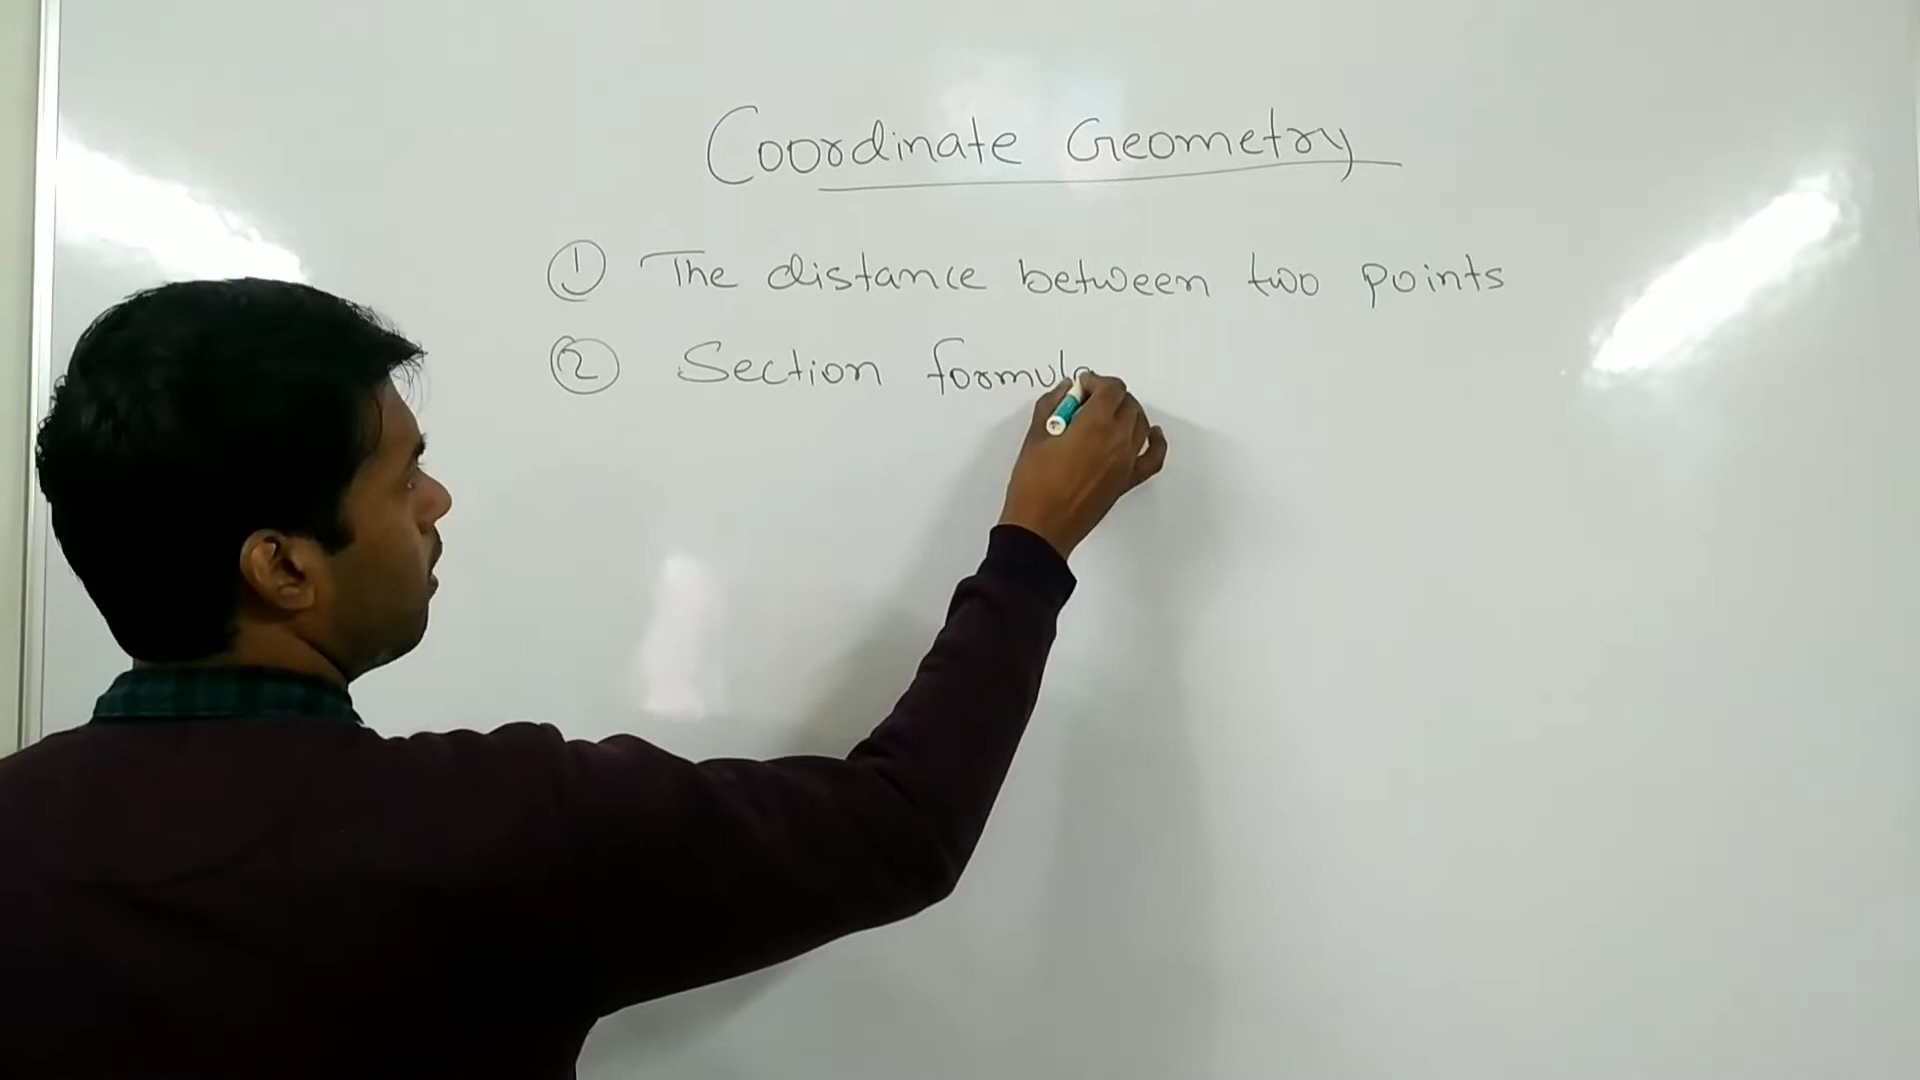 Coordinate Geometry
① The distance between two points
② Section formula